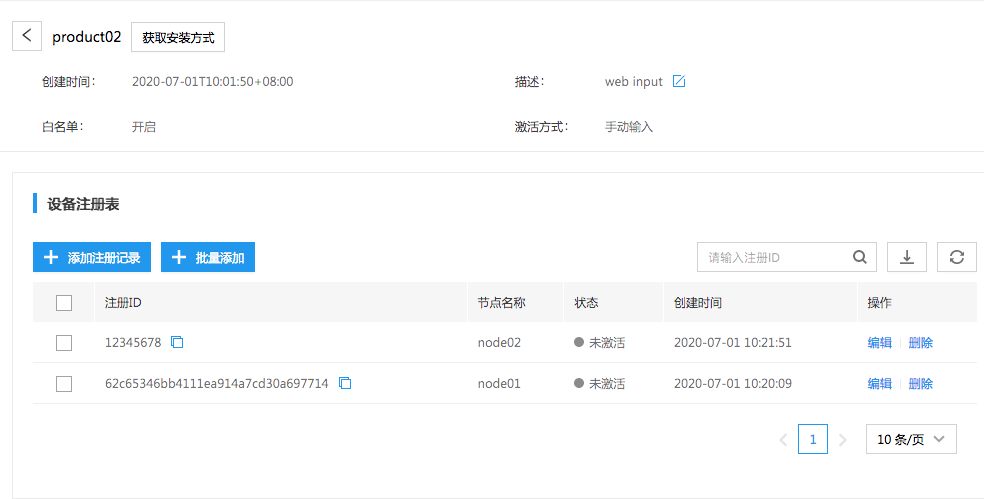 product02 获取安装方式
创建时间： 2020-07-01T10:01:50+08:00 描述： web input
白名单： 开启 激活方式： 手动输入
设备注册表
添加注册记录 批量添加 请输入注册ID
注册ID 节点名称 状态 创建时间 操作
12345678 node02 未激活 2020-07-01 10:21:51 编辑 删除
62c65346bb4111ea914a7cd30a697714 node01 未激活 2020-07-01 10:20:09 编辑 删除
1 10 条/页